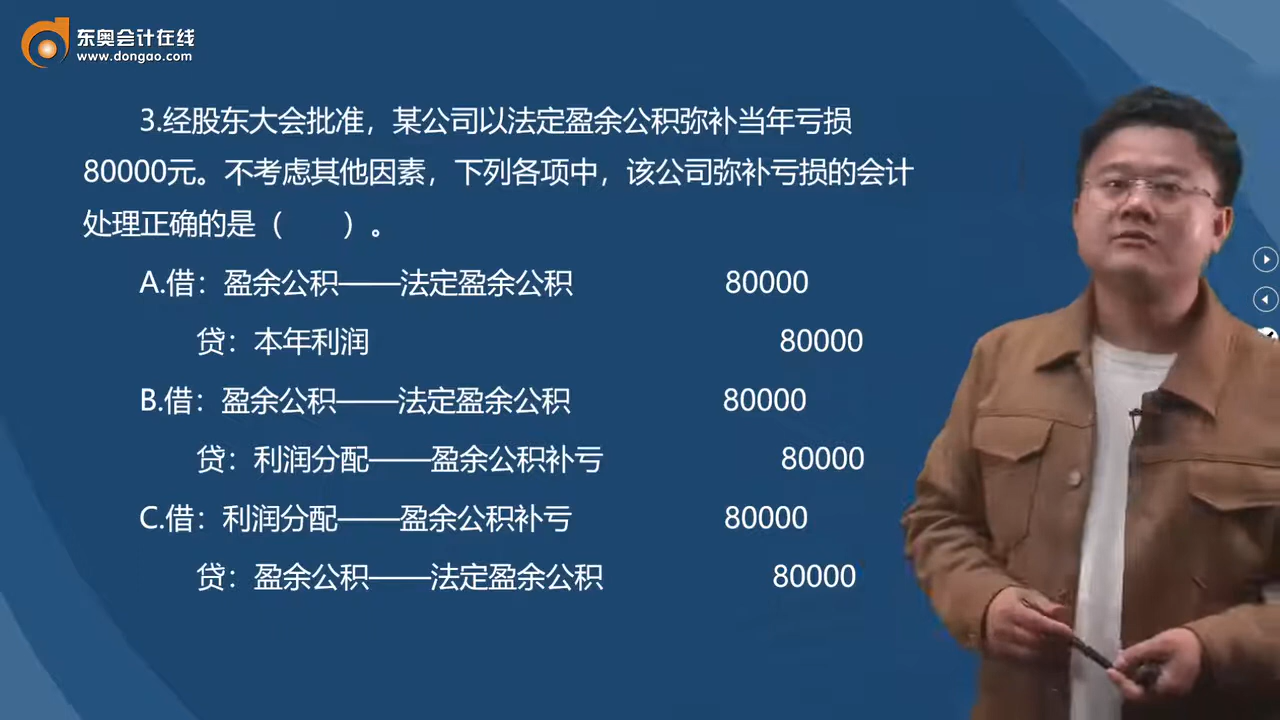 东奥会计在线
www.dongao.com
3.经股东大会批准，某公司以法定盈余公积弥补当年亏损
80000元。不考虑其他因素，下列各项中，该公司弥补亏损的会计
处理正确的是（　　）。
A.借：盈余公积——法定盈余公积 80000
贷：本年利润 80000
B.借：盈余公积——法定盈余公积 80000
贷：利润分配——盈余公积补亏 80000
C.借：利润分配——盈余公积补亏 80000
贷：盈余公积——法定盈余公积 80000